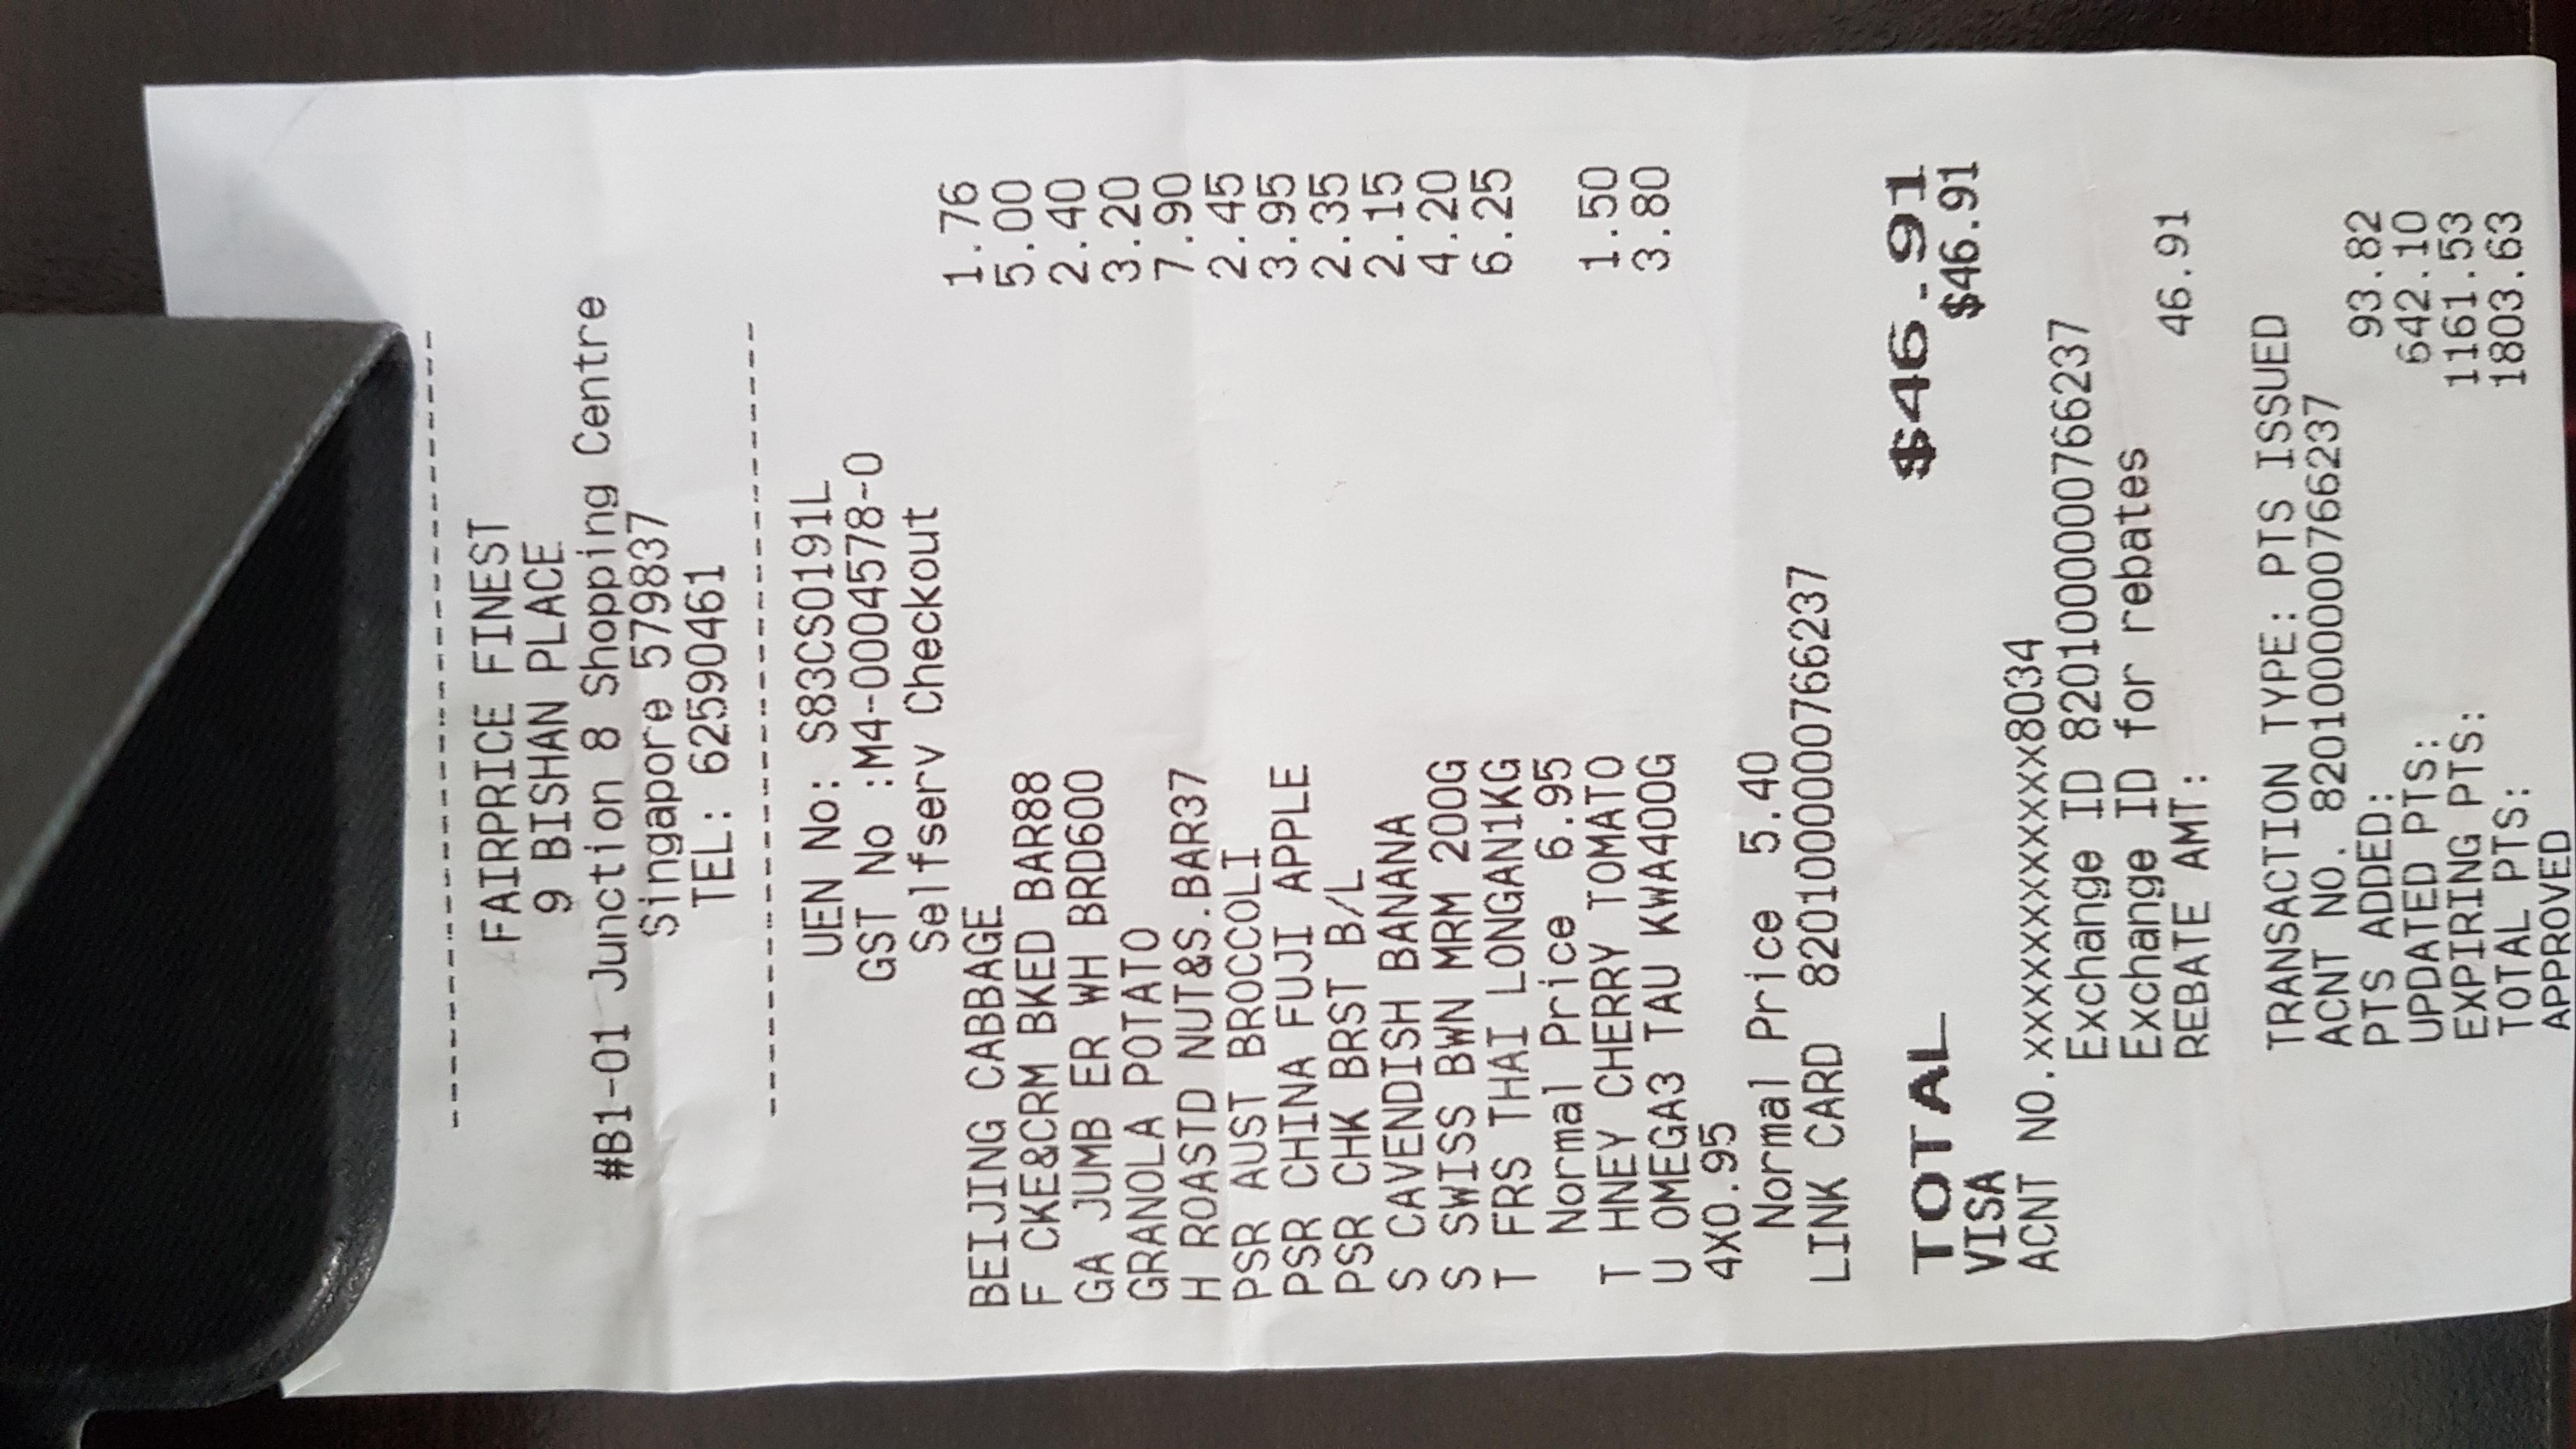 FAIRPRICE FINEST
9 BISHAN PLACE
#B1-01 Junction 8 Shopping Centre
Singapore 579837
TEL: 62590461
UEN No: S83CS0191L
GST No :M4-0004578-0
Selfserv Checkout
BEIJING CABBAGE 1.76
F CKE&CRM BKED BAR88 5.00
GA JUMB ER WH BRD600 2.40
GRANOLA POTATO 3.20
H ROASTD NUT&S.BAR37 7.90
PSR AUST BROCCOLI 2.45
PSR CHINA FUJI APPLE 3.95
PSR CHK BRST B/L 2.35
S CAVENDISH BANANA 2.15
S SWISS BWN MRM 200G 4.20
T FRS THAI LONGAN1KG 6.25
Normal Price 6.95
T HNEY CHERRY TOMATO 1.50
U OMEGA3 TAU KWA400G 3.80
4X0.95
Normal Price 5.40
LINK CARD 8201000000766237
TOTAL $46.91
VISA $46.91
ACNT NO.XXXXXXXXXXXX8034
Exchange ID 8201000000766237
Exchange ID for rebates
REBATE AMT: 46.91
TRANSACTION TYPE: PTS ISSUED
ACNT NO. 8201000000766237
PTS ADDED: 93.82
UPDATED PTS: 642.10
EXPIRING PTS: 1161.53
TOTAL PTS: 1803.63
APPROVED